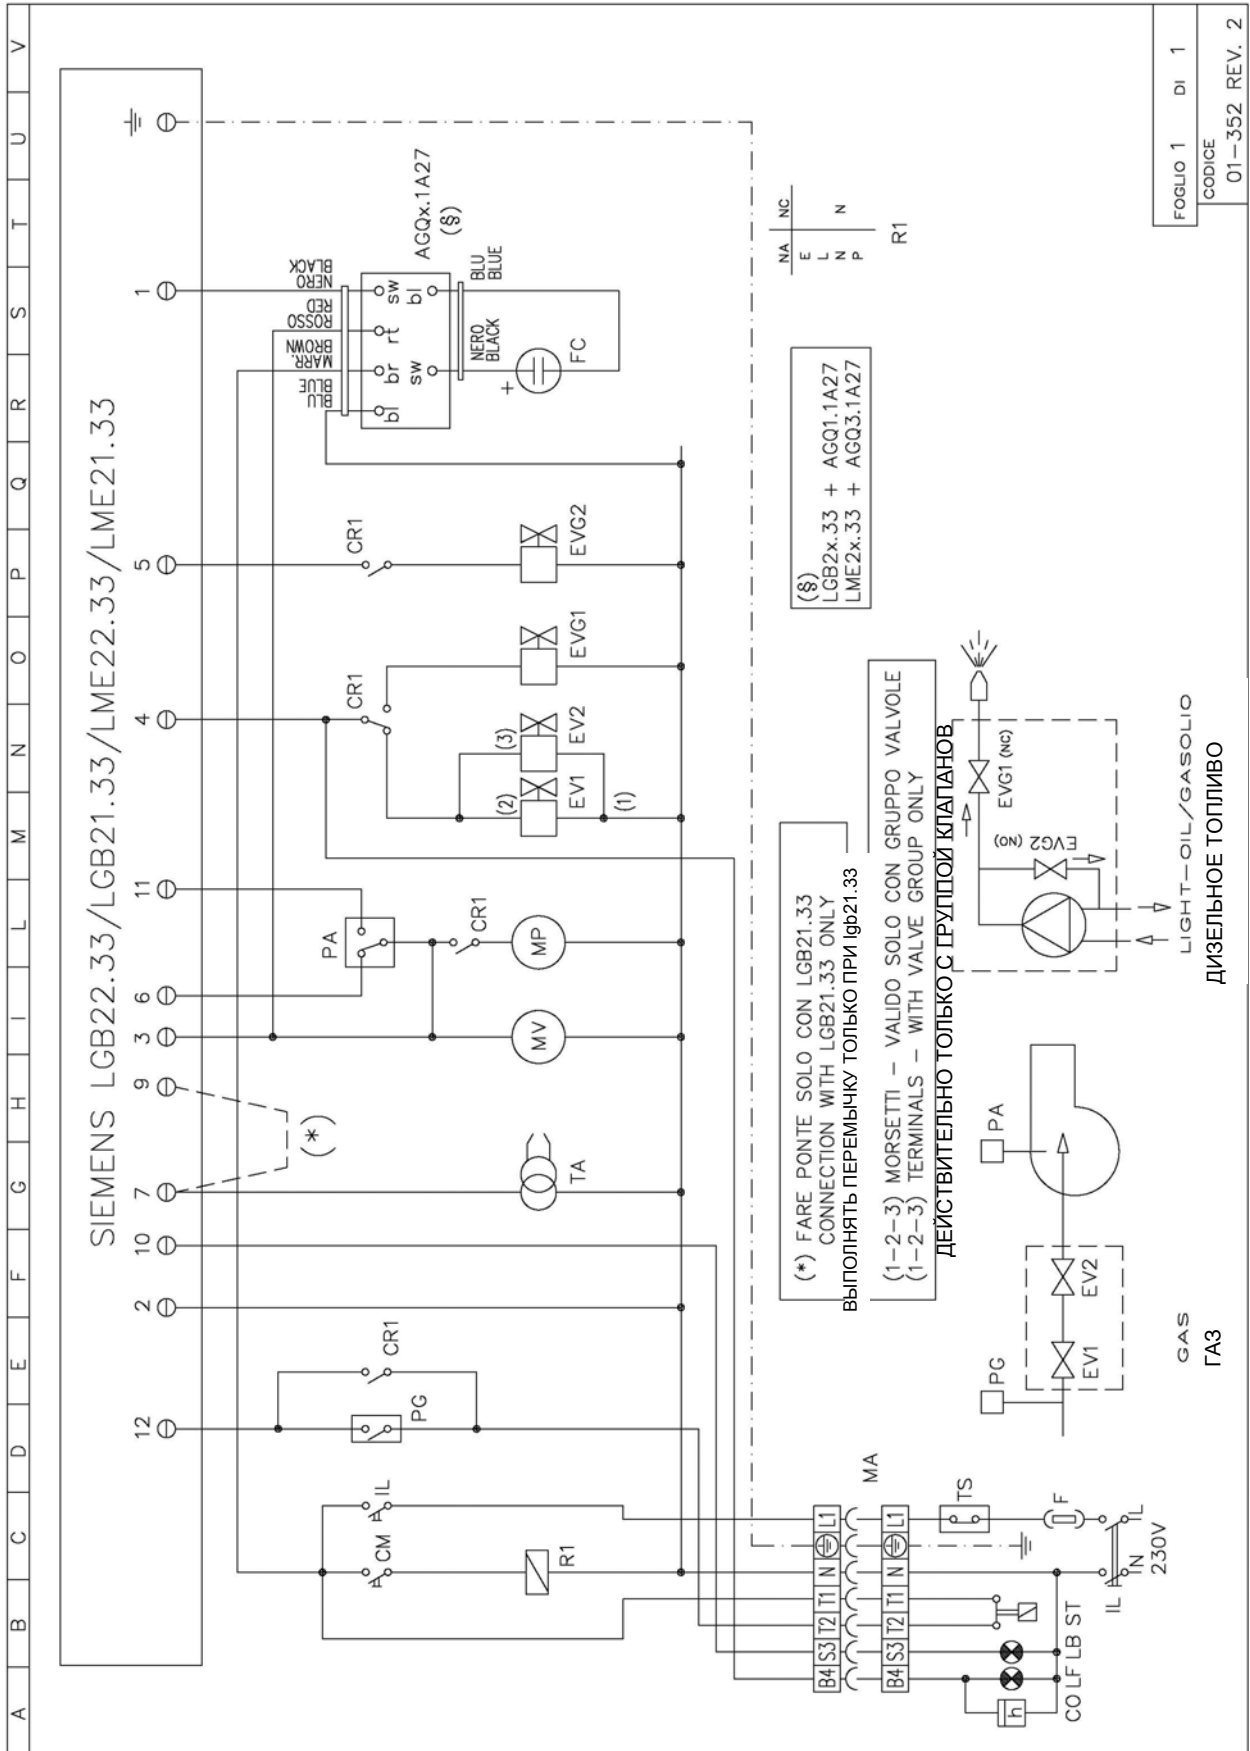 A B C D E F G H I L M N O P Q R S T U V
SIEMENS LGB22.33/LGB21.33/LME22.33/LME21.33
12 2 10 7 9 3 6 11 4 5 1
(*)
CM
IL
PG
CR1
R1
TA
PA
CR1
MV
MP
CR1
(2)
(3)
EV1
EV2
(1)
EVG1
CR1
EVG2
BLU
BLUE
MARR.
BROWN
ROSSO
RED
NERO
BLACK
bl br rt sw
sw bl
AGQx.1A27
(§)
NERO
BLACK
BLU
BLUE
+
FC
NA NC
E
L
N N
P
R1
(§)
LGB2x.33 + AGQ1.1A27
LME2x.33 + AGQ3.1A27
(*) FARE PONTE SOLO CON LGB21.33
CONNECTION WITH LGB21.33 ONLY
ВЫПОЛНЯТЬ ПЕРЕМЫЧКУ ТОЛЬКО ПРИ lgb21.33
(1-2-3) MORSETTI - VALIDO SOLO CON GRUPPO VALVOLE
(1-2-3) TERMINALS - WITH VALVE GROUP ONLY
ДЕЙСТВИТЕЛЬНО ТОЛЬКО С ГРУППОЙ КЛАПАНОВ
B4 S3 T2 T1 N L1
MA
B4 S3 T2 T1 N L1
TS
F
h
CO LF LB ST
IL
N L
230V
PG
EV1
EV2
PA
GAS
ГАЗ
EVG2 (NO)
EVG1 (NC)
LIGHT-OIL/GASOLIO
ДИЗЕЛЬНОЕ ТОПЛИВО
FOGLIO 1 DI 1
CODICE
01-352 REV. 2